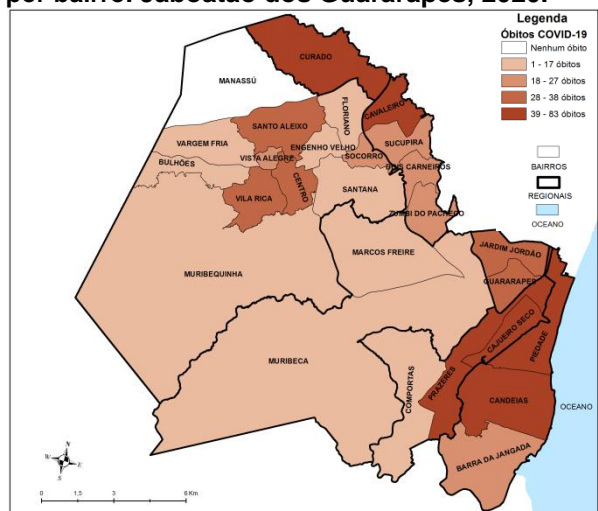 por bairro. Jaboatão dos Guararapes, 2020.
Legenda
Óbitos COVID-19
Nenhum óbito
1 - 17 óbitos
18 - 27 óbitos
28 - 38 óbitos
39 - 83 óbitos
BAIRROS
REGIONAIS
OCEANO
CURADO
MANASSÚ
FLORIANO
CAVALEIRO
SANTO ALEIXO
VARGEM FRIA
ENGENHO VELHO
SUCUPIRA
BULHÕES
VISTA ALEGRE
SOCORRO
DOIS CARNEIROS
VILA RICA
CENTRO
SANTANA
ZUMBI DO PACHECO
MARCOS FREIRE
JARDIM JORDÃO
MURIBEQUINHA
GUARARAPES
CAJUEIRO SECO
PIEDADE
MURIBECA
COMPORTAS
PRAZERES
CANDEIAS
OCEANO
BARRA DA JANGADA
N
W
E
S
0 1.5 3 6 Km